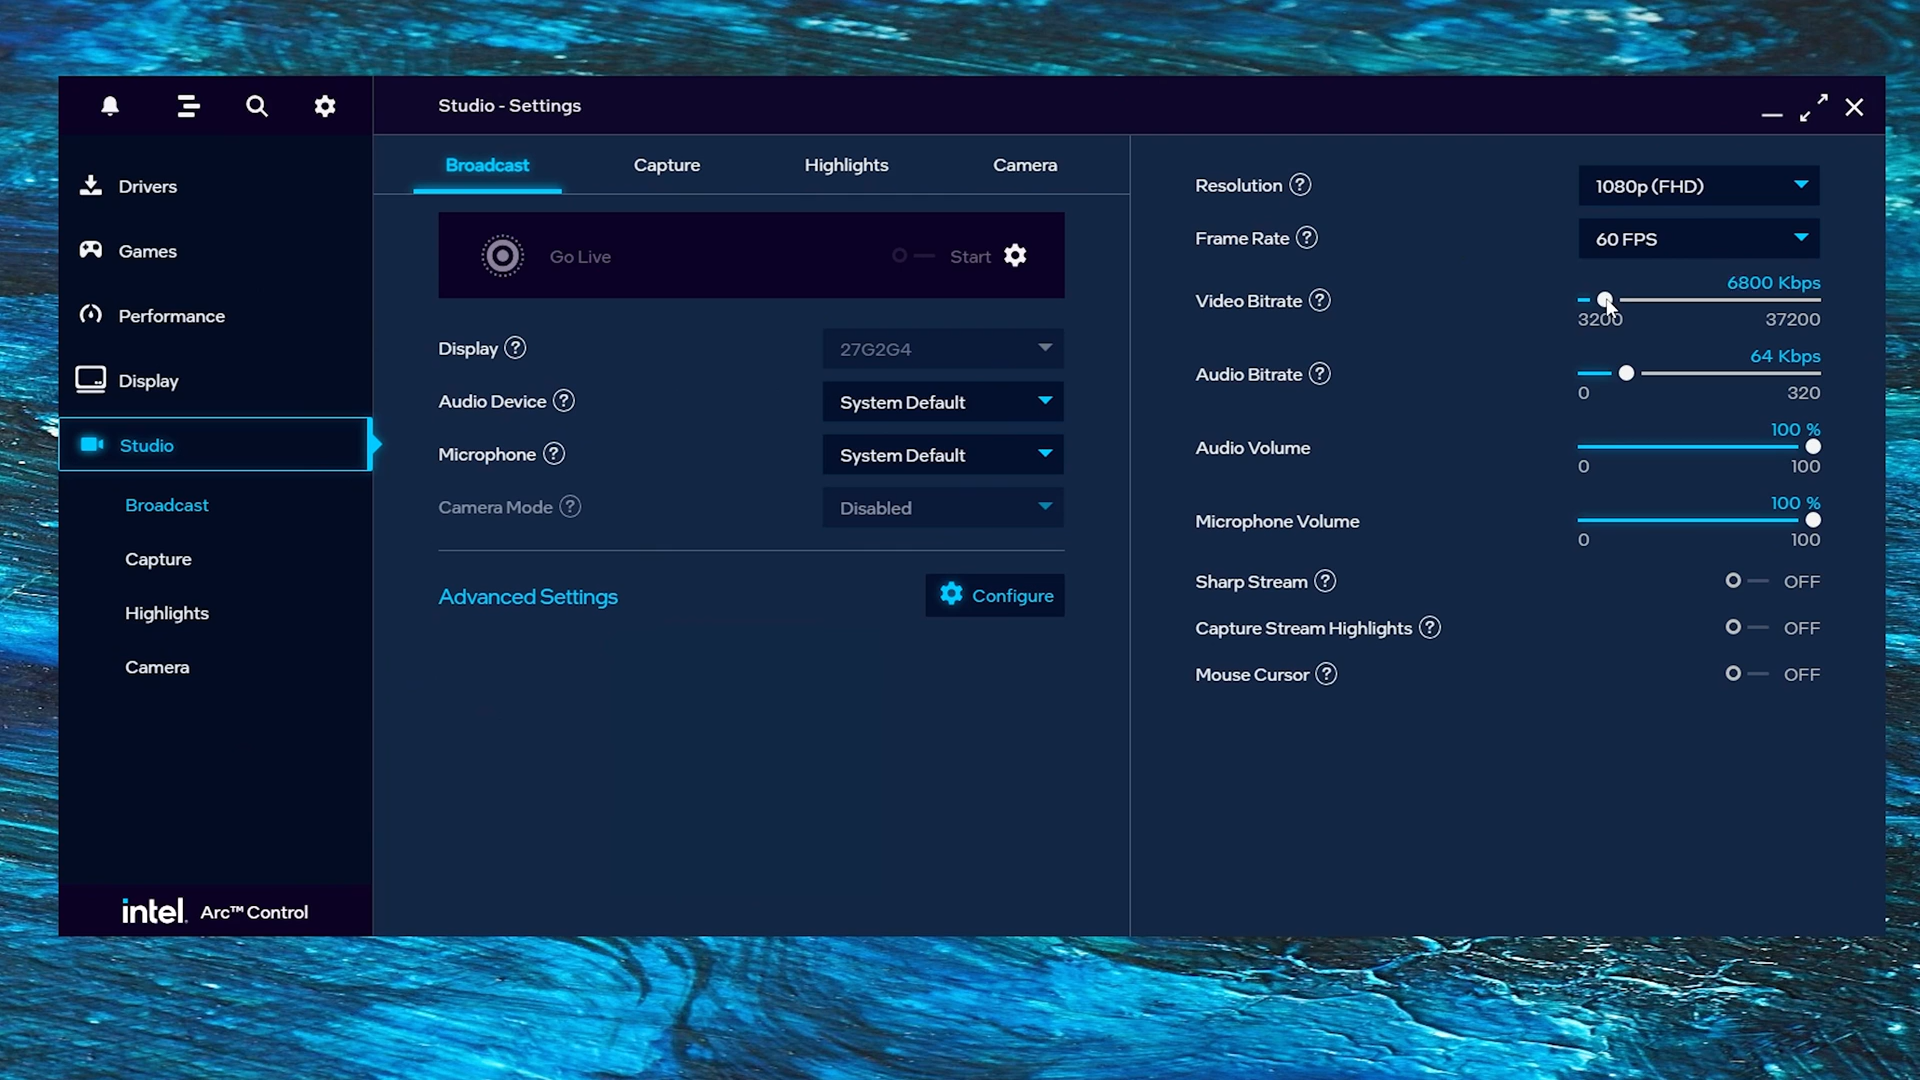 Studio - Settings
Drivers
Games
Performance
Display
Studio
Broadcast
Capture
Highlights
Camera
intel. Arc™ Control
Broadcast Capture Highlights Camera
Go Live Start
Display ? 27G2G4
Audio Device ? System Default
Microphone ? System Default
Camera Mode ? Disabled
Advanced Settings Configure
Resolution ? 1080p (FHD)
Frame Rate ? 60 FPS
6800 Kbps
Video Bitrate ?
3200 37200
64 Kbps
Audio Bitrate ?
0 320
100 %
Audio Volume
0 100
100 %
Microphone Volume
0 100
Sharp Stream ? OFF
Capture Stream Highlights ? OFF
Mouse Cursor ? OFF